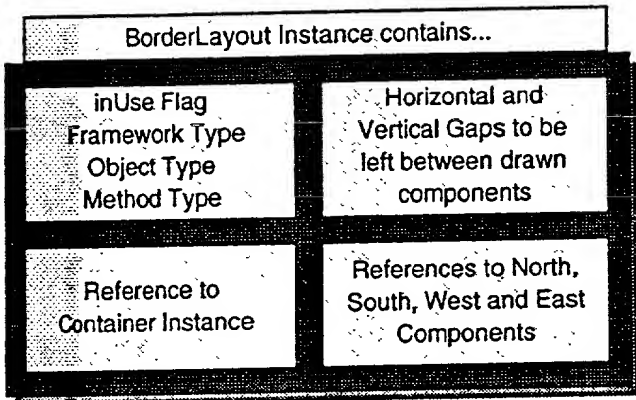 BorderLayout Instance contains...
inUse Flag
Framework Type
Object Type
Method Type
Horizontal and
Vertical Gaps to be
left between drawn
components
Reference to
Container Instance
References to North,
South, West and East
Components